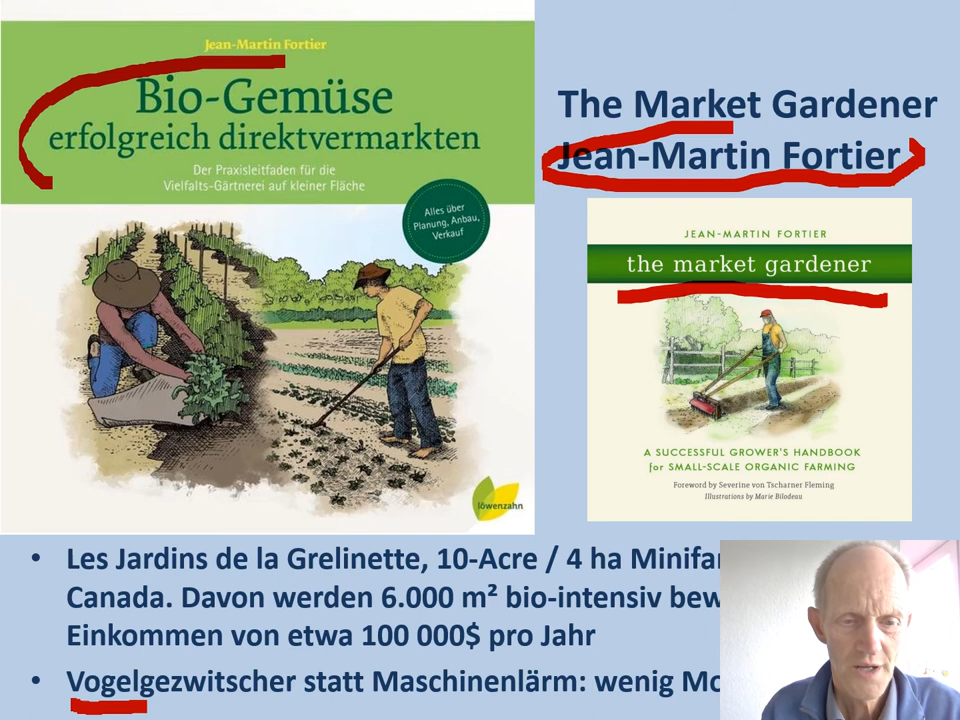 Jean-Martin Fortier
Bio-Gemüse
erfolgreich direktvermarkten
Der Praxisleitfaden für die
Vielfalts-Gärtnerei auf kleiner Fläche
Alles über
Planung, Anbau,
Verkauf
löwenzahn
The Market Gardener
Jean-Martin Fortier
JEAN-MARTIN FORTIER
the market gardener
A SUCCESSFUL GROWER'S HANDBOOK
for SMALL-SCALE ORGANIC FARMING
Foreword by Severine von Tscharner Fleming
Illustrations by Marie Bilodeau
• Les Jardins de la Grelinette, 10-Acre / 4 ha
Canada. Davon werden 6.000 m² bio-intensiv
Einkommen von etwa 100 000$ pro Jahr
• Vogelgezwitscher statt Maschinenlärm: wenig